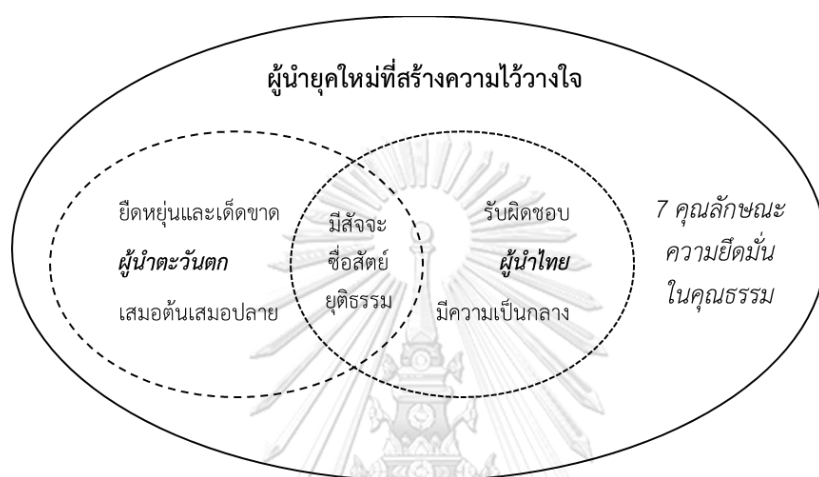 ผู้นำยุคใหม่ที่สร้างความไว้วางใจ
ยืดหยุ่นและเด็ดขาด
ผู้นำตะวันตก
เสมอต้นเสมอปลาย
มีสัจจะ
ซื่อสัตย์
ยุติธรรม
รับผิดชอบ
ผู้นำไทย
มีความเป็นกลาง
7 คุณลักษณะ
ความยึดมั่น
ในคุณธรรม